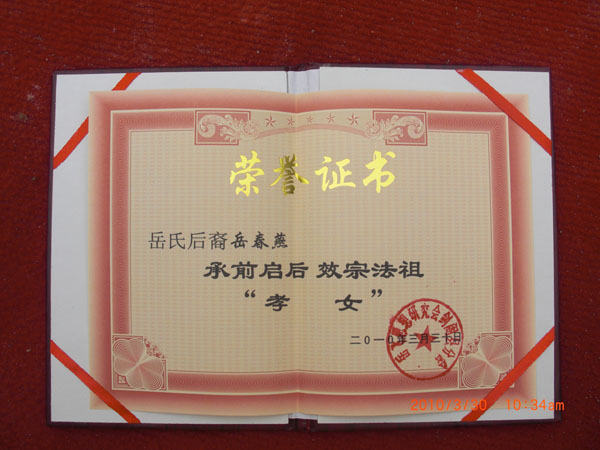 荣誉证书
岳氏后裔岳春燕
承前启后 效宗法祖
“孝 女”
二〇一〇年三月三十日
2010/3/30 10:34am